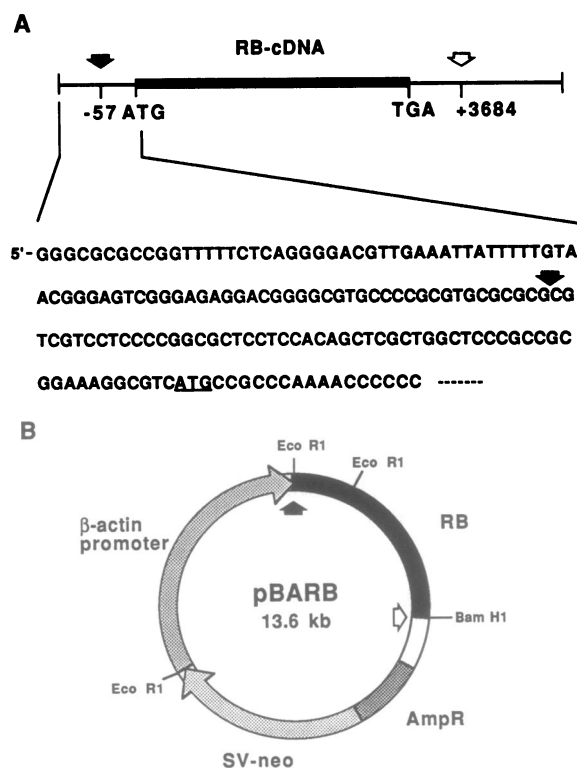 A
RB-cDNA
-57 ATG TGA +3684
5'-GGGCGCGCCGGTTTTTCTCAGGGGACGTTGAAATTATTTTTGTA
ACGGGAGTCGGGAGAGGACGGGGCGTGCCCCGCGTGCGCGCGCG
TCGTCCTCCCCGGCGCTCCTCCACAGCTCGCTGGCTCCCGCCGC
GGAAAGGCGTCATGCCGCCCAAAACCCCCC -------
B
Eco R1
Eco R1
β-actin
promoter
RB
pBARB
13.6 kb
Bam H1
Eco R1
AmpR
SV-neo